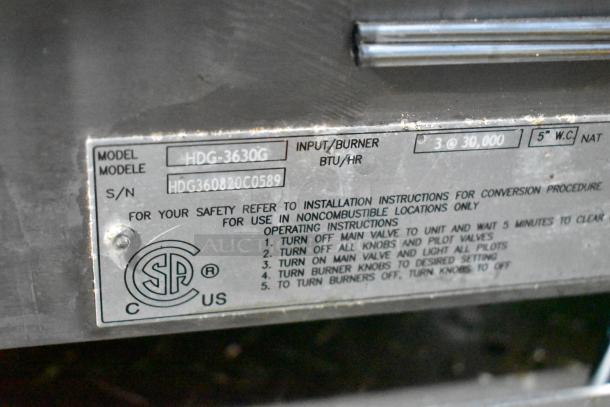 MODEL
MODELE
HDG-3630G
INPUT/BURNER
BTU/HR
3 @ 30,000
5" W.C.
NAT
S/N
HDG360820C0589
FOR YOUR SAFETY REFER TO INSTALLATION INSTRUCTIONS FOR CONVERSION PROCEDURE
FOR USE IN NONCOMBUSTIBLE LOCATIONS ONLY
OPERATING INSTRUCTIONS
1. TURN OFF MAIN VALVE TO UNIT AND WAIT 5 MINUTES TO CLEAR
2. TURN OFF ALL KNOBS AND PILOT VALVES
3. TURN ON MAIN VALVE AND LIGHT ALL PILOTS
4. TURN BURNER KNOBS TO DESIRED SETTING
5. TO TURN BURNERS OFF, TURN KNOBS TO OFF
CSA ®
C US